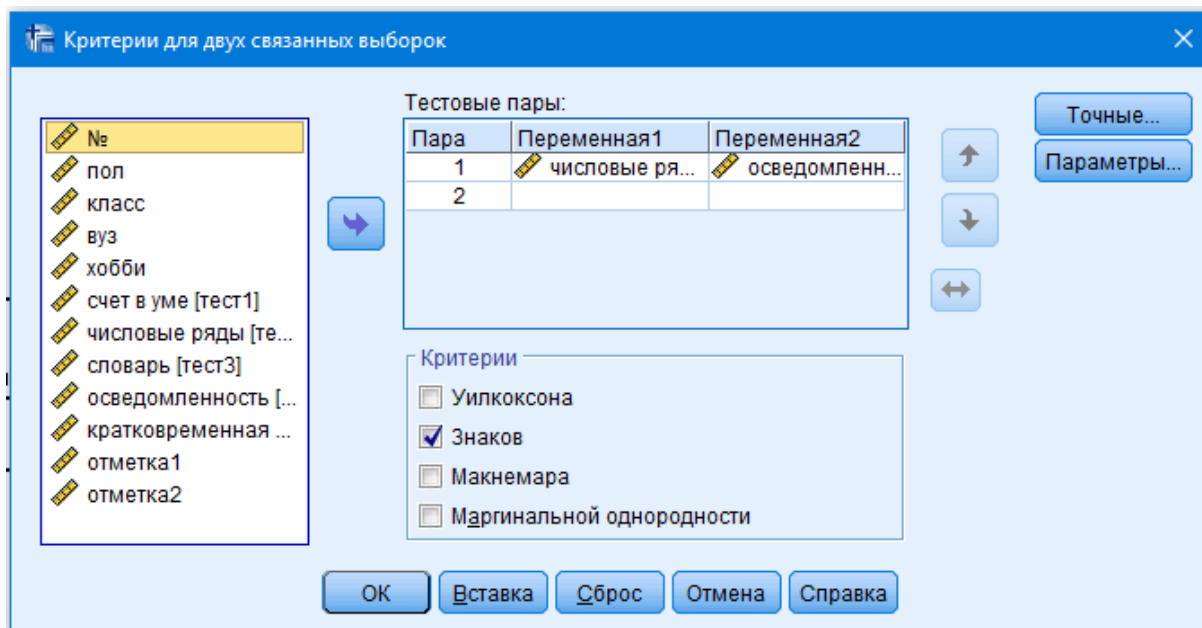 Критерии для двух связанных выборок
№
пол
класс
вуз
хобби
счет в уме [тест1]
числовые ряды [те...
словарь [тест3]
осведомленность [...
кратковременная ...
отметка1
отметка2
Тестовые пары:
Пара Переменная1 Переменная2
1 числовые ря... осведомленн...
2
Точные...
Параметры...
Критерии
Уилкоксона
Знаков
Макнемара
Маргинальной однородности
ОК Вставка Сброс Отмена Справка